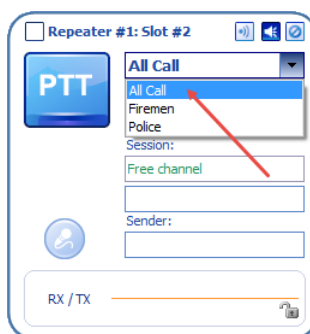 Repeater #1: Slot #2
PTT
All Call
All Call
Firemen
Police
Session:
Free channel
Sender:
RX / TX